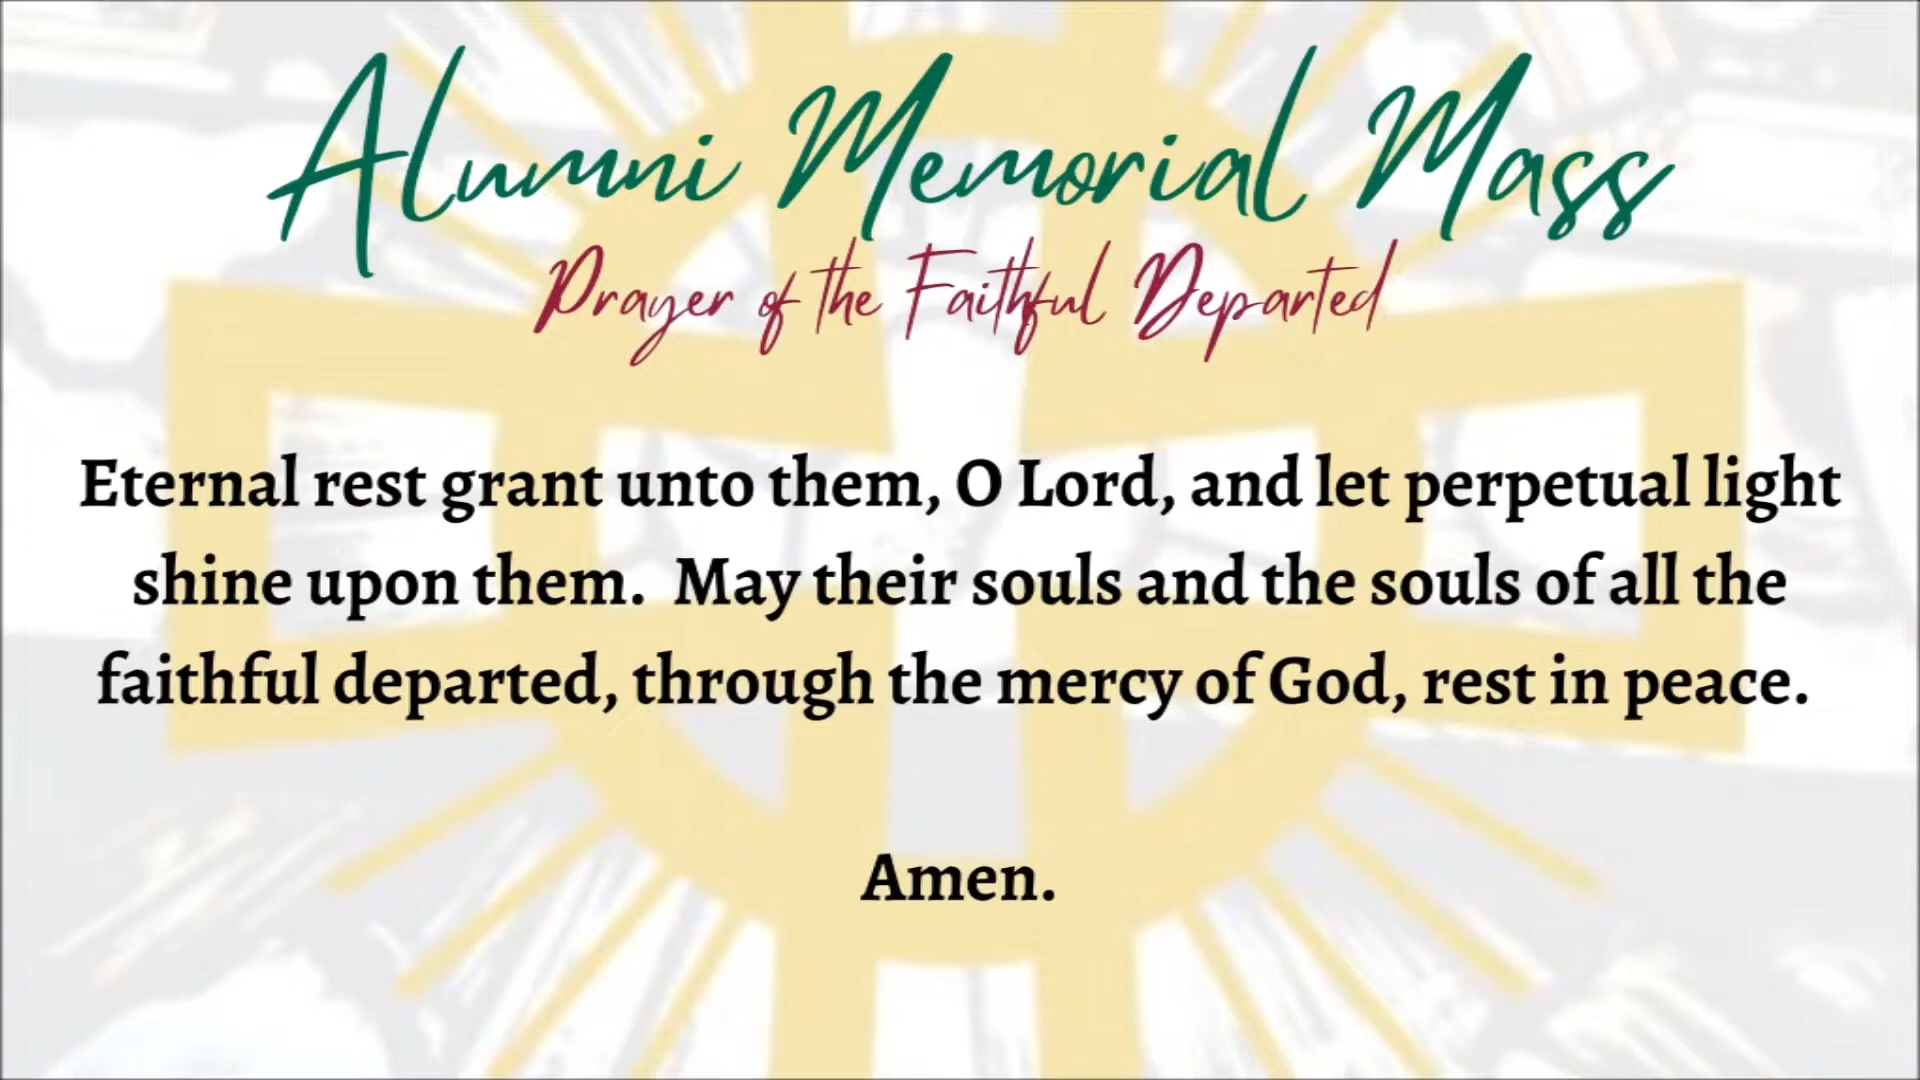 Alumni Memorial Mass
Prayer of the Faithful Departed
Eternal rest grant unto them, O Lord, and let perpetual light
shine upon them.  May their souls and the souls of all the
faithful departed, through the mercy of God, rest in peace.
Amen.